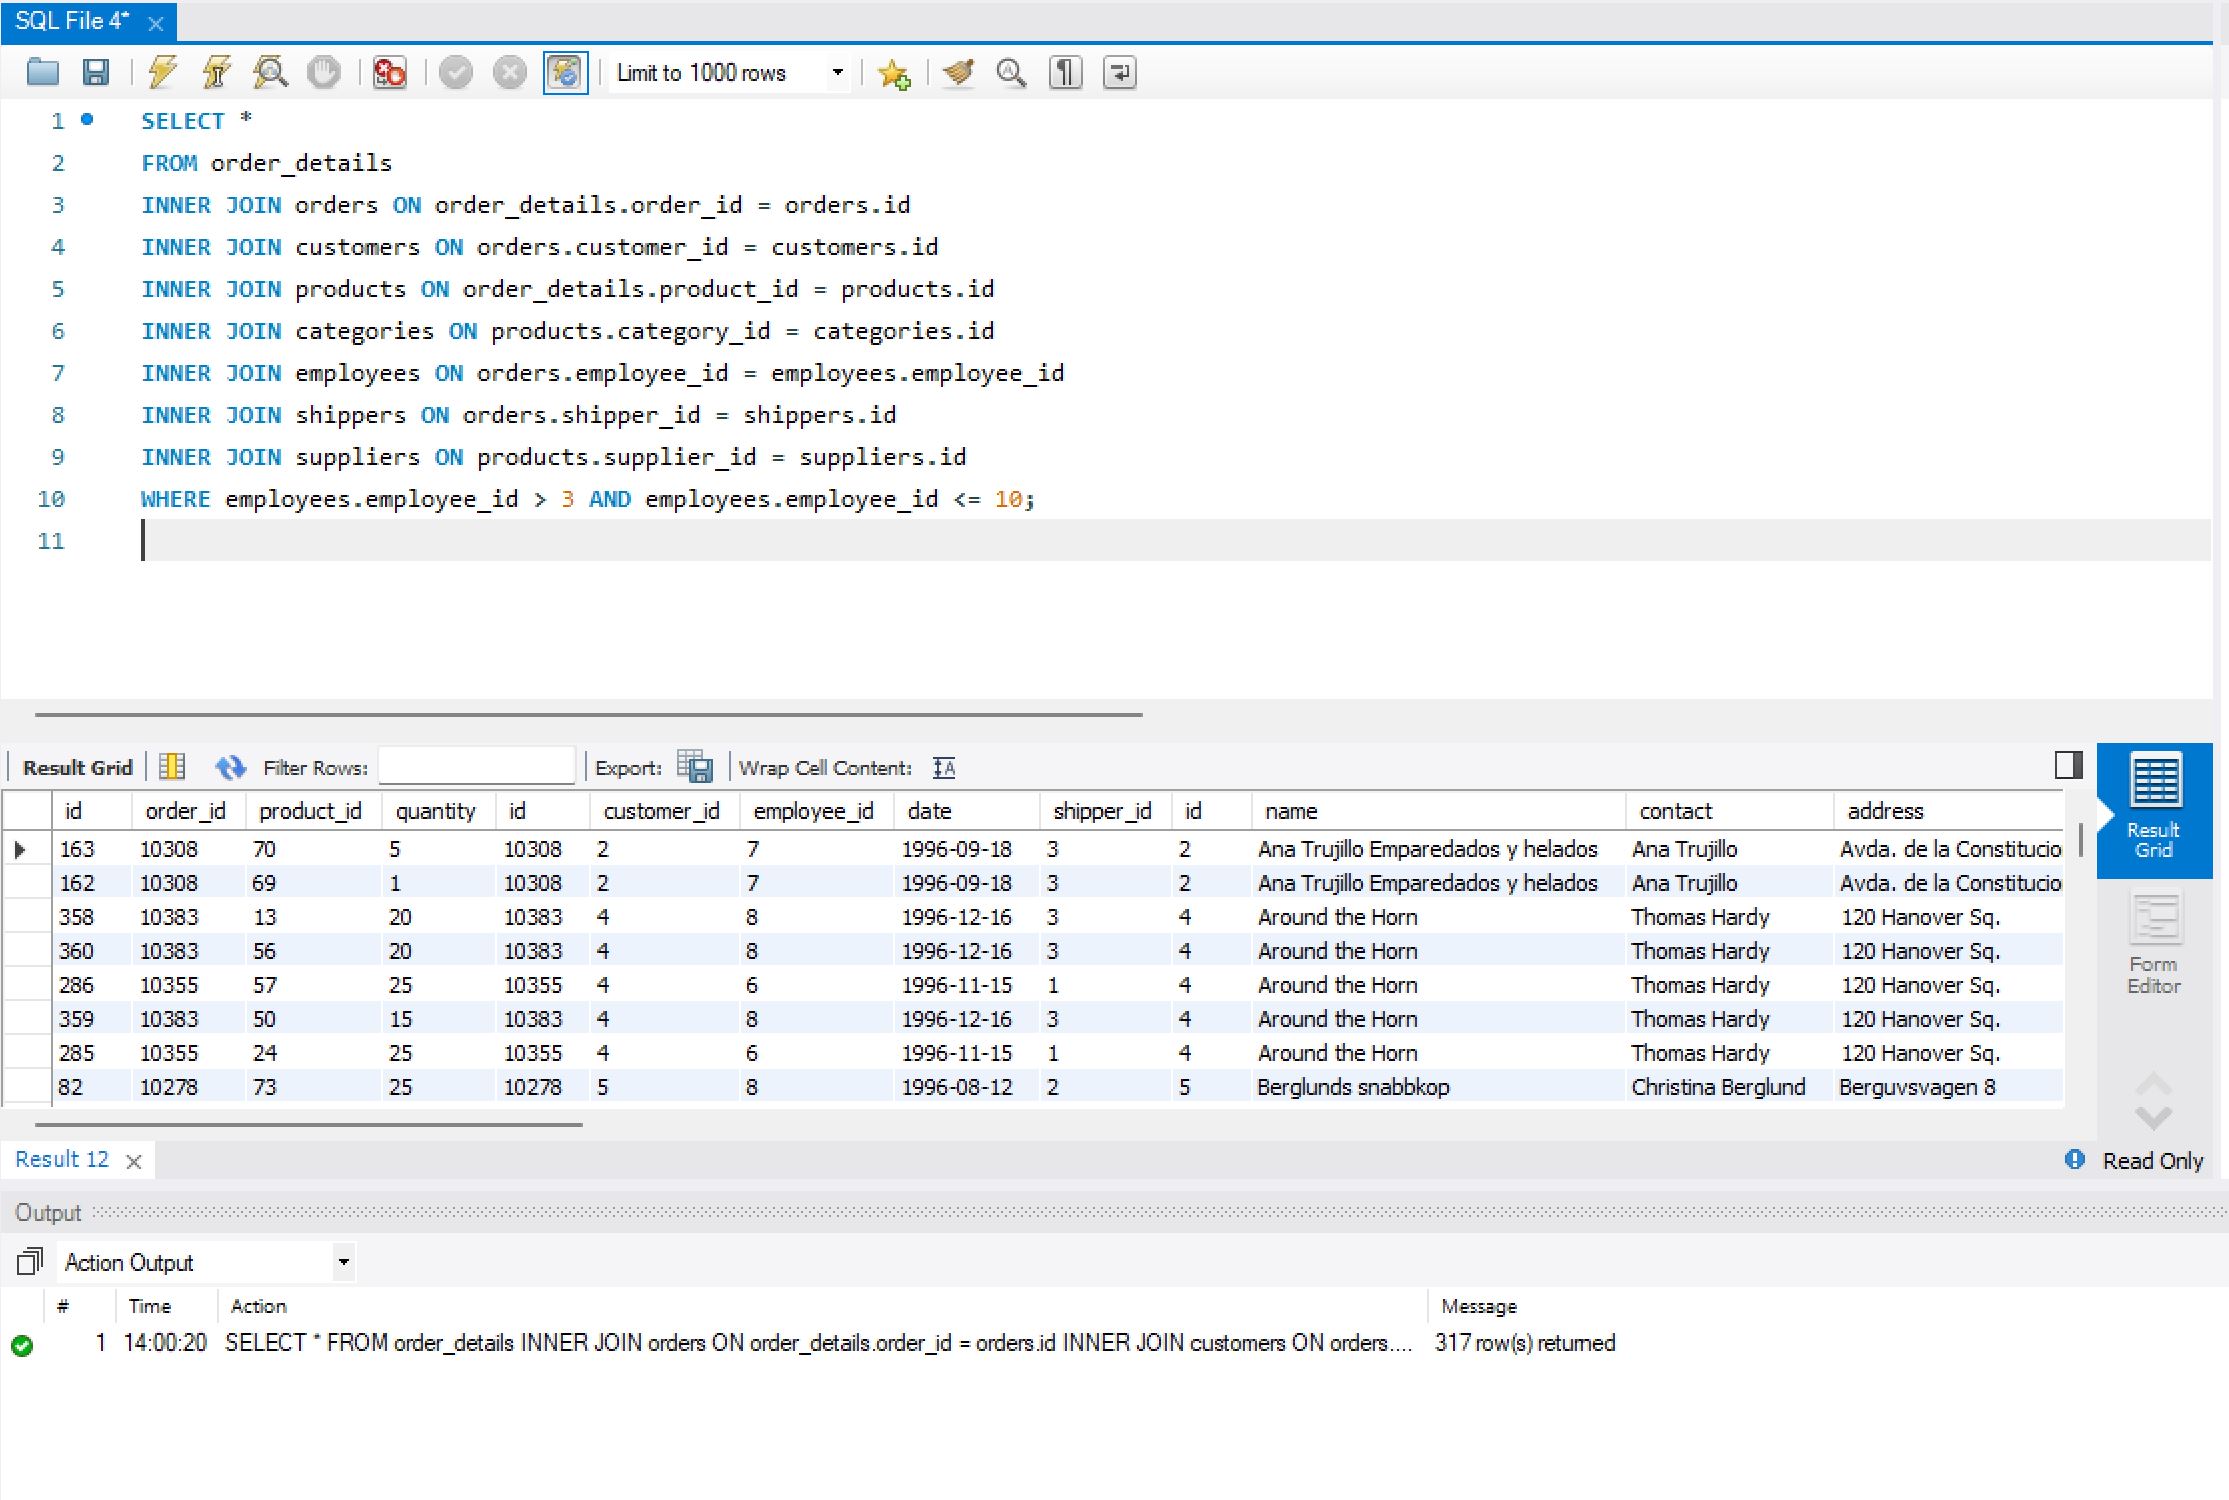 SQL File 4*
Limit to 1000 rows
1 SELECT *
2 FROM order_details
3 INNER JOIN orders ON order_details.order_id = orders.id
4 INNER JOIN customers ON orders.customer_id = customers.id
5 INNER JOIN products ON order_details.product_id = products.id
6 INNER JOIN categories ON products.category_id = categories.id
7 INNER JOIN employees ON orders.employee_id = employees.employee_id
8 INNER JOIN shippers ON orders.shipper_id = shippers.id
9 INNER JOIN suppliers ON products.supplier_id = suppliers.id
10 WHERE employees.employee_id > 3 AND employees.employee_id <= 10;
11
Result Grid Filter Rows: Export: Wrap Cell Content:
id order_id product_id quantity id customer_id employee_id date shipper_id id name contact address
163 10308 70 5 10308 2 7 1996-09-18 3 2 Ana Trujillo Emparedados y helados Ana Trujillo Avda. de la Constitucio
162 10308 69 1 10308 2 7 1996-09-18 3 2 Ana Trujillo Emparedados y helados Ana Trujillo Avda. de la Constitucio
358 10383 13 20 10383 4 8 1996-12-16 3 4 Around the Horn Thomas Hardy 120 Hanover Sq.
360 10383 56 20 10383 4 8 1996-12-16 3 4 Around the Horn Thomas Hardy 120 Hanover Sq.
286 10355 57 25 10355 4 6 1996-11-15 1 4 Around the Horn Thomas Hardy 120 Hanover Sq.
359 10383 50 15 10383 4 8 1996-12-16 3 4 Around the Horn Thomas Hardy 120 Hanover Sq.
285 10355 24 25 10355 4 6 1996-11-15 1 4 Around the Horn Thomas Hardy 120 Hanover Sq.
82 10278 73 25 10278 5 8 1996-08-12 2 5 Berglunds snabbkop Christina Berglund Berguvsvagen 8
Result
Grid
Form
Editor
Result 12
Read Only
Output
Action Output
# Time Action Message
1 14:00:20 SELECT * FROM order_details INNER JOIN orders ON order_details.order_id = orders.id INNER JOIN customers ON orders.... 317 row(s) returned